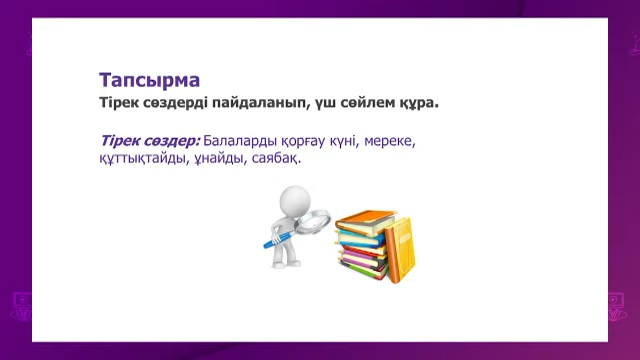 Тапсырма
Тірек сөздерді пайдаланып, үш сөйлем құра.
Тірек сөздер: Балаларды қорғау күні, мереке,
құттықтайды, ұнайды, саябақ.